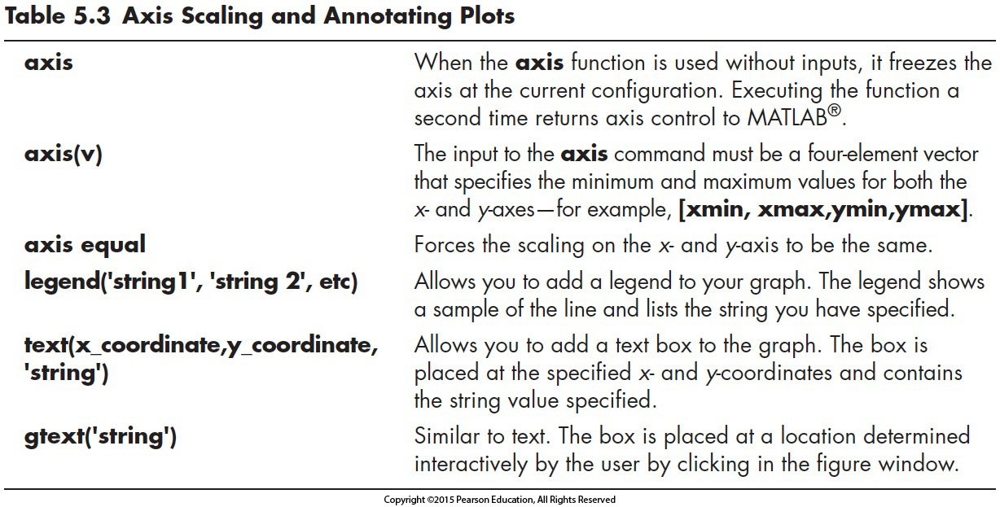 Table 5.3 Axis Scaling and Annotating Plots
axis
When the axis function is used without inputs, it freezes the
axis at the current configuration. Executing the function a
second time returns axis control to MATLAB®.
axis(v)
The input to the axis command must be a four-element vector
that specifies the minimum and maximum values for both the
x- and y-axes—for example, [xmin, xmax,ymin,ymax].
axis equal
Forces the scaling on the x- and y-axis to be the same.
legend('string1', 'string 2', etc)
Allows you to add a legend to your graph. The legend shows
a sample of the line and lists the string you have specified.
text(x_coordinate,y_coordinate,
'string')
Allows you to add a text box to the graph. The box is
placed at the specified x- and y-coordinates and contains
the string value specified.
gtext('string')
Similar to text. The box is placed at a location determined
interactively by the user by clicking in the figure window.
Copyright ©2015 Pearson Education, All Rights Reserved